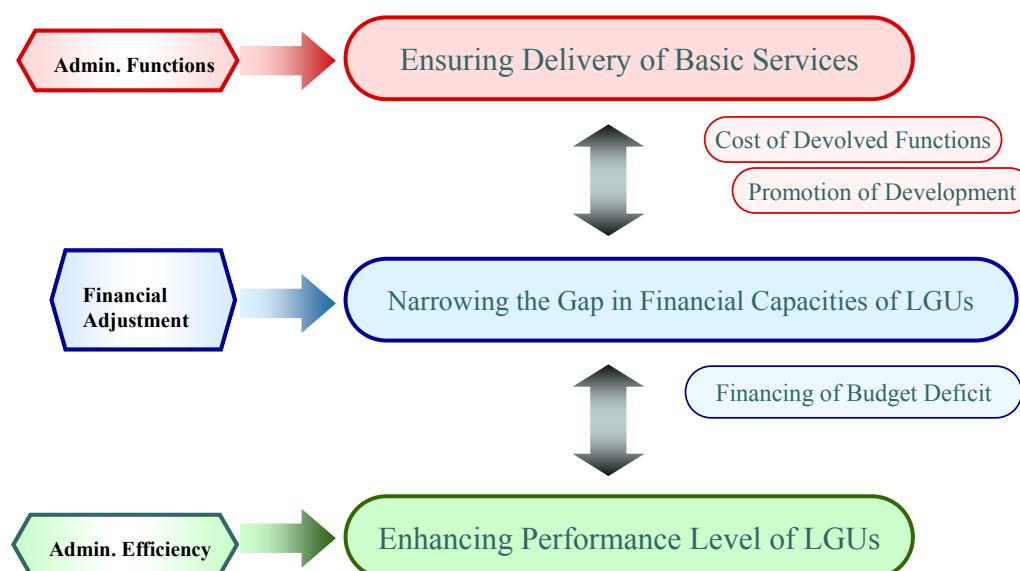 Admin. Functions
Ensuring Delivery of Basic Services
Cost of Devolved Functions
Promotion of Development
Financial
Adjustment
Narrowing the Gap in Financial Capacities of LGUs
Financing of Budget Deficit
Admin. Efficiency
Enhancing Performance Level of LGUs